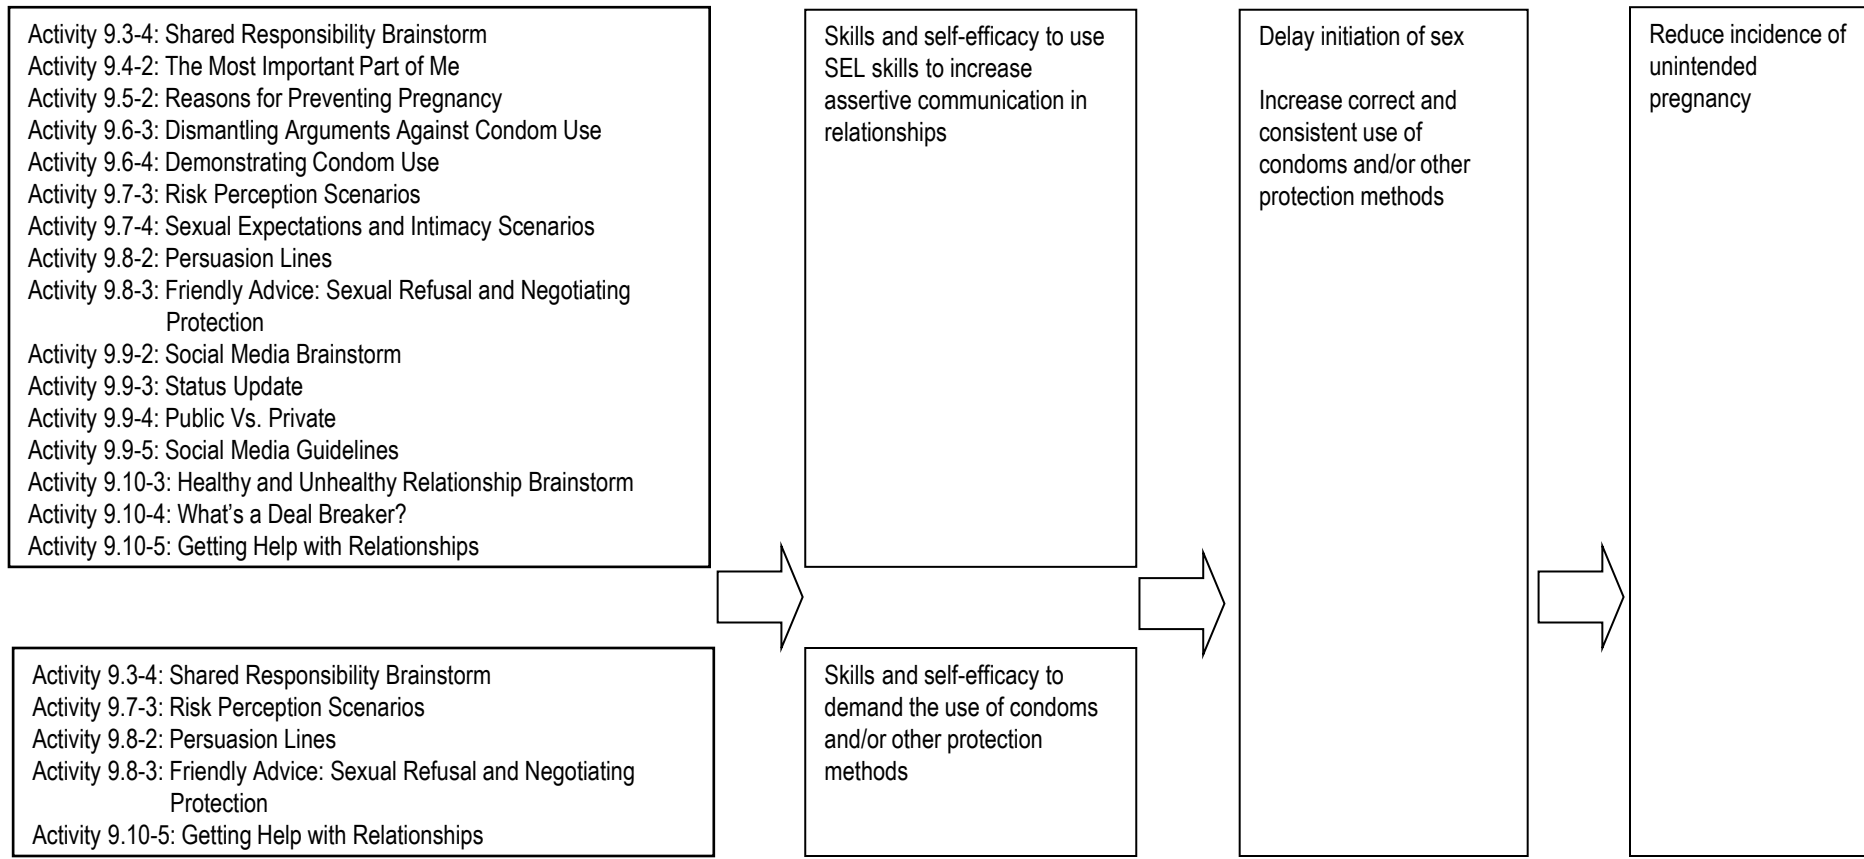 Activity 9.3-4: Shared Responsibility Brainstorm
Activity 9.4-2: The Most Important Part of Me
Activity 9.5-2: Reasons for Preventing Pregnancy
Activity 9.6-3: Dismantling Arguments Against Condom Use
Activity 9.6-4: Demonstrating Condom Use
Activity 9.7-3: Risk Perception Scenarios
Activity 9.7-4: Sexual Expectations and Intimacy Scenarios
Activity 9.8-2: Persuasion Lines
Activity 9.8-3: Friendly Advice: Sexual Refusal and Negotiating
Protection
Activity 9.9-2: Social Media Brainstorm
Activity 9.9-3: Status Update
Activity 9.9-4: Public Vs. Private
Activity 9.9-5: Social Media Guidelines
Activity 9.10-3: Healthy and Unhealthy Relationship Brainstorm
Activity 9.10-4: What's a Deal Breaker?
Activity 9.10-5: Getting Help with Relationships
Activity 9.3-4: Shared Responsibility Brainstorm
Activity 9.7-3: Risk Perception Scenarios
Activity 9.8-2: Persuasion Lines
Activity 9.8-3: Friendly Advice: Sexual Refusal and Negotiating
Protection
Activity 9.10-5: Getting Help with Relationships
Skills and self-efficacy to use
SEL skills to increase
assertive communication in
relationships
Skills and self-efficacy to
demand the use of condoms
and/or other protection
methods
Delay initiation of sex
Increase correct and
consistent use of
condoms and/or other
protection methods
Reduce incidence of
unintended
pregnancy